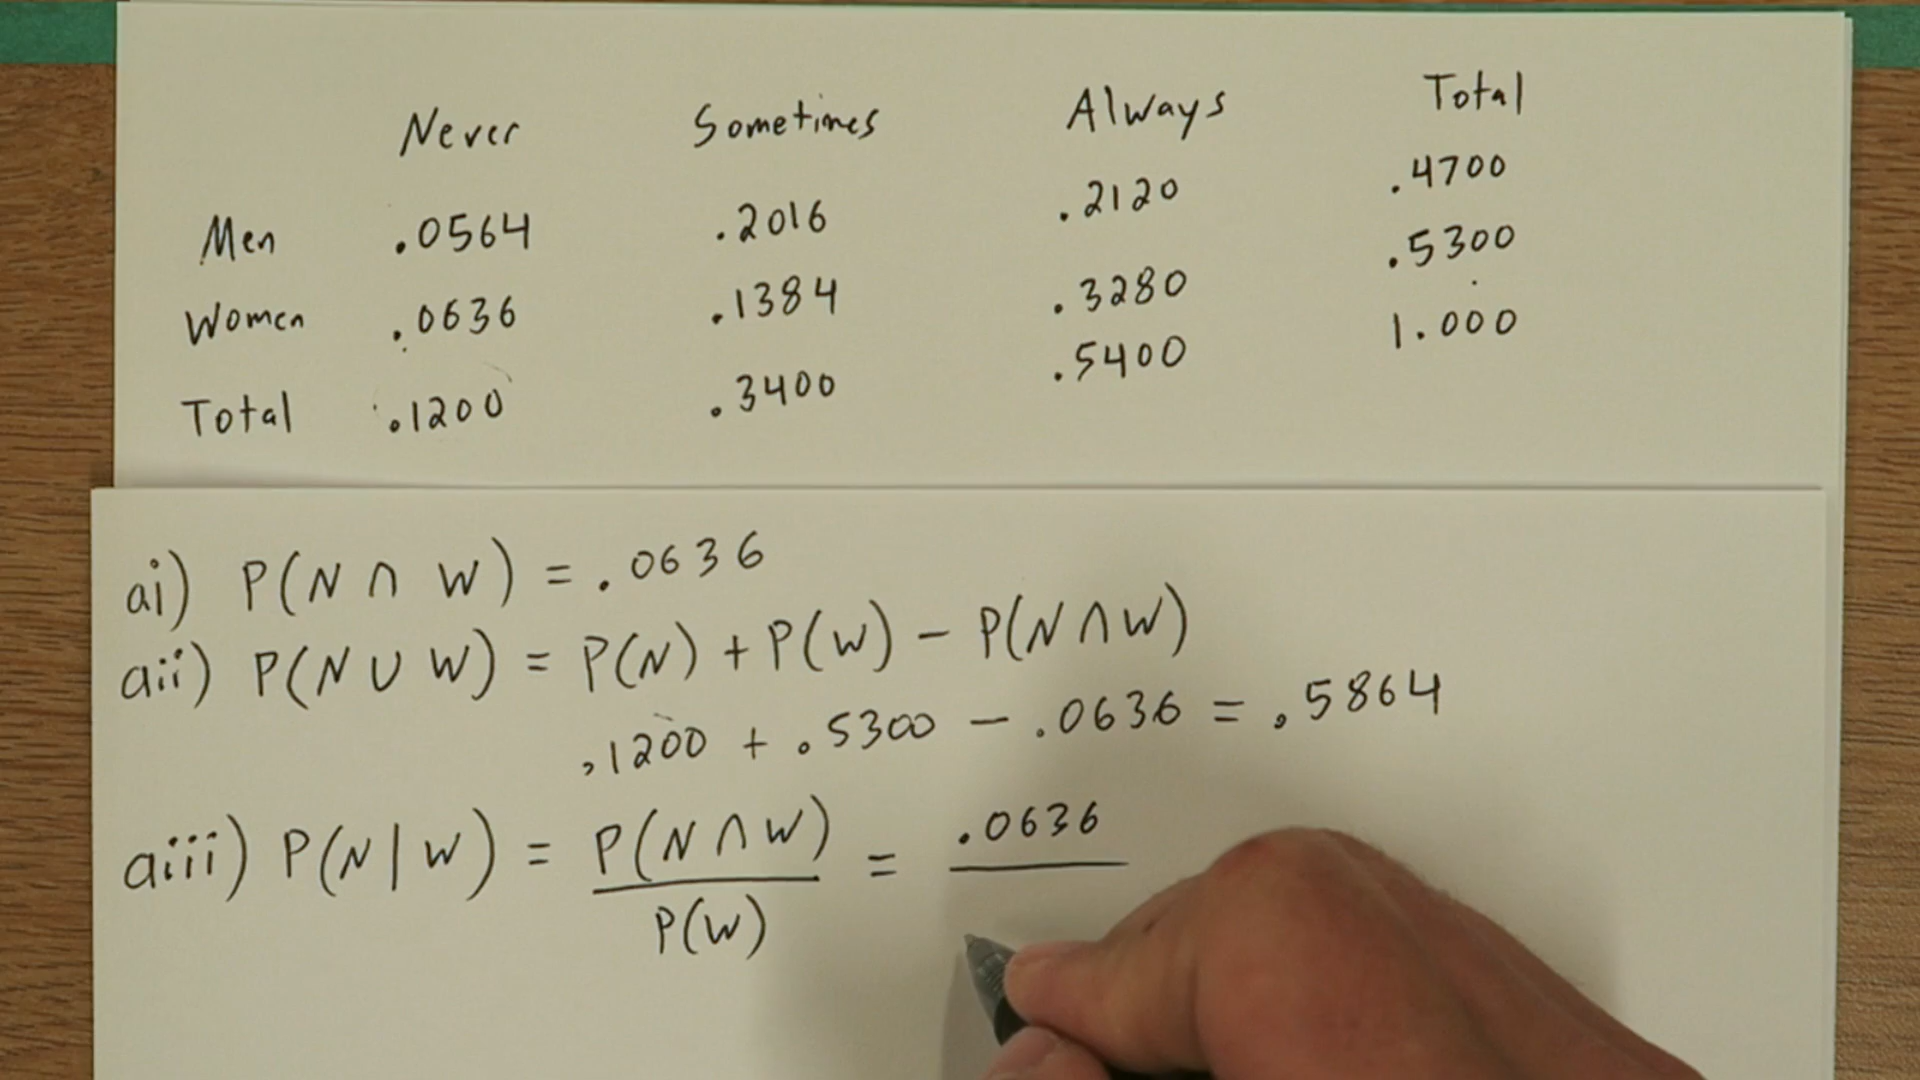 Never Sometimes Always Total
Men .0564 .2016 .2120 .4700
Women .0636 .1384 .3280 .5300
Total .1200 .3400 .5400 1.000
ai) P(N ∩ W) = .0636
aii) P(N ∪ W) = P(N) + P(W) − P(N ∩ W)
.1200 + .5300 − .0636 = .5864
aiii) P(N | W) = P(N ∩ W) / P(W) = .0636